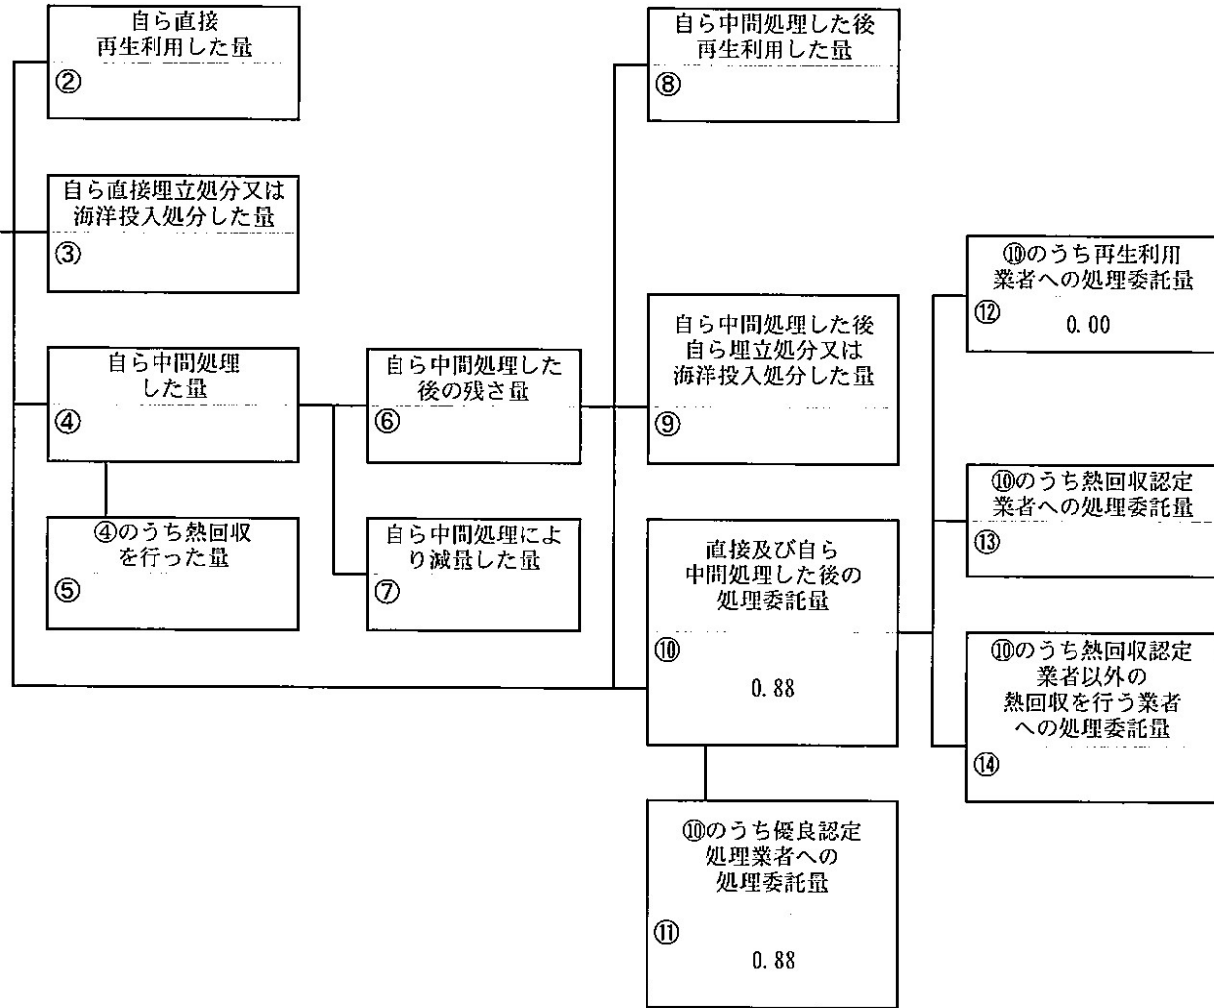 自ら直接
再生利用した量
②
自ら直接埋立処分又は
海洋投入処分した量
③
自ら中間処理
した量
④
④のうち熱回収
を行った量
⑤
自ら中間処理した
後の残さ量
⑥
自ら中間処理によ
り減量した量
⑦
自ら中間処理した後
再生利用した量
⑧
自ら中間処理した後
自ら埋立処分又は
海洋投入処分した量
⑨
直接及び自ら
中間処理した後の
処理委託量
⑩
0.88
⑩のうち優良認定
処理業者への
処理委託量
⑪
0.88
⑩のうち再生利用
業者への処理委託量
⑫
0.00
⑩のうち熱回収認定
業者への処理委託量
⑬
⑩のうち熱回収認定
業者以外の
熱回収を行う業者
への処理委託量
⑭